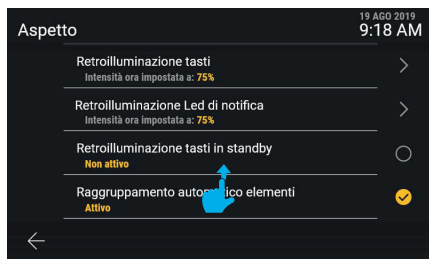 19 AGO 2019
Aspetto
9:18 AM
Retroilluminazione tasti
Intensità ora impostata a: 75%
Retroilluminazione Led di notifica
Intensità ora impostata a: 75%
Retroilluminazione tasti in standby
Non attivo
Raggruppamento automatico elementi
Attivo